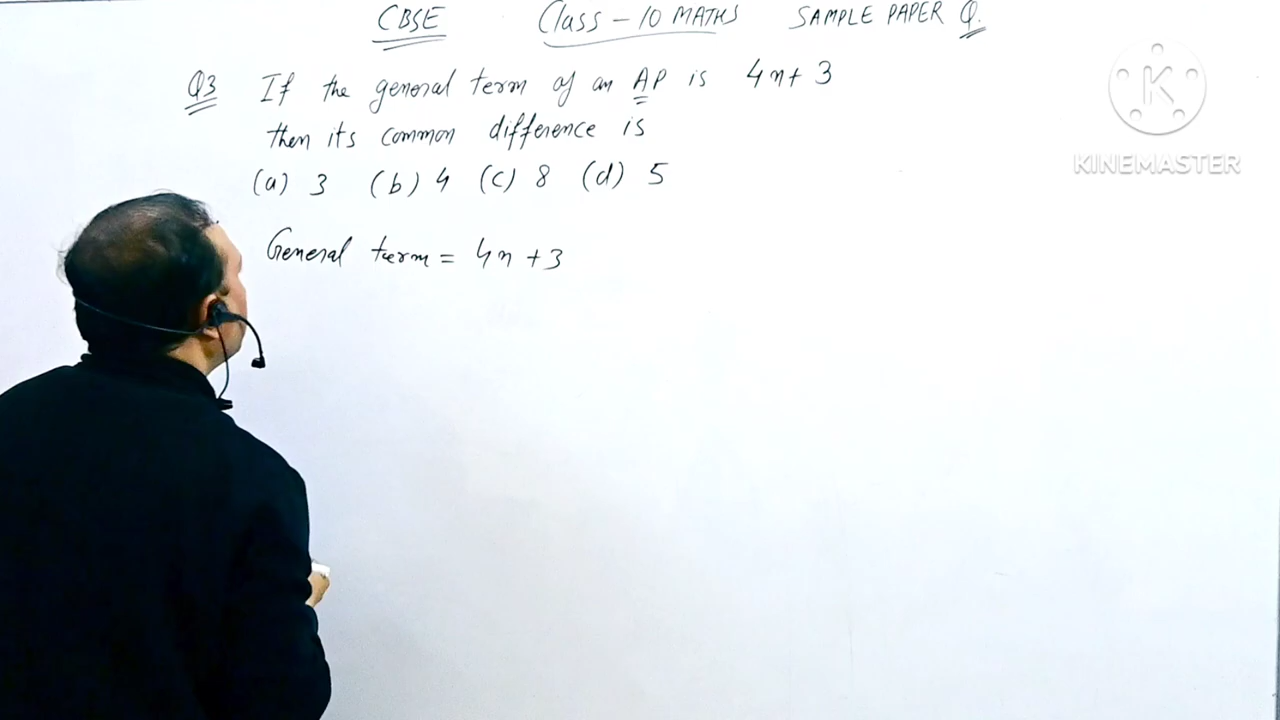 CBSE Class - 10 MATHS SAMPLE PAPER Q.
Q3 If the general term of an AP is 4n+3
then its common difference is
(a) 3 (b) 4 (c) 8 (d) 5
General term = 4n+3
K
KINEMASTER